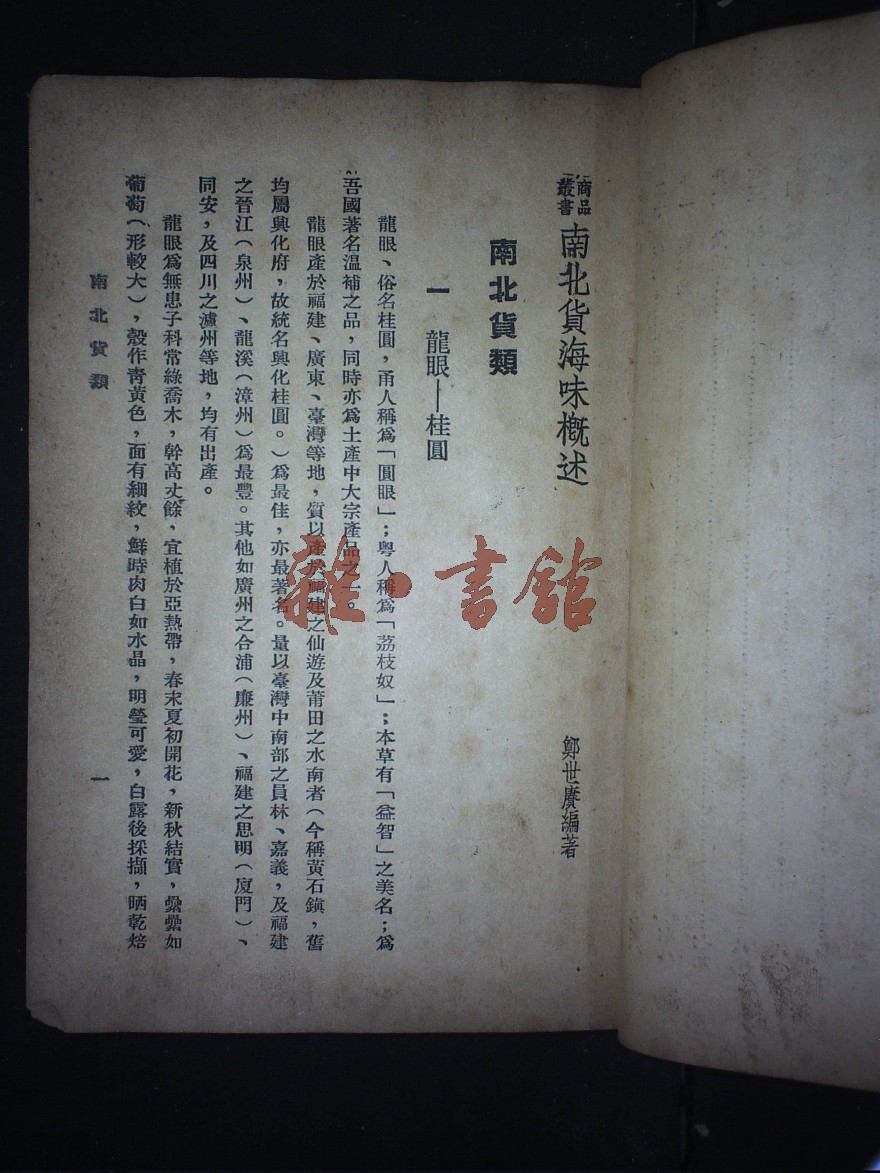 商品
叢書
南北貨海味概述
鄭世賡編著
南北貨類
一　龍眼—桂圓
龍眼、俗名桂圓，甬人稱爲「圓眼」；粵人稱爲「荔枝奴」；本草有「益智」之美名；爲
吾國著名溫補之品，同時亦爲土產中大宗產品之一。
龍眼產於福建、廣東、臺灣等地，質以產於福建之仙遊及莆田之水南者（今稱黃石鎭，舊
均屬興化府，故統名興化桂圓。）爲最佳，亦最著名。量以臺灣中南部之員林、嘉義，及福建
之晉江（泉州）、龍溪（漳州）爲最豐。其他如廣州之合浦（廉州）、福建之思明（厦門）、
同安，及四川之瀘州等地，均有出產。
龍眼爲無患子科常綠喬木，幹高丈餘，宜植於亞熱帶，春末夏初開花，新秋結實，纍纍如
葡萄（形較大），殼作靑黃色，面有細紋，鮮時肉白如水晶，明瑩可愛，白露後採擷，晒乾焙
南北貨類
一
雜·書館